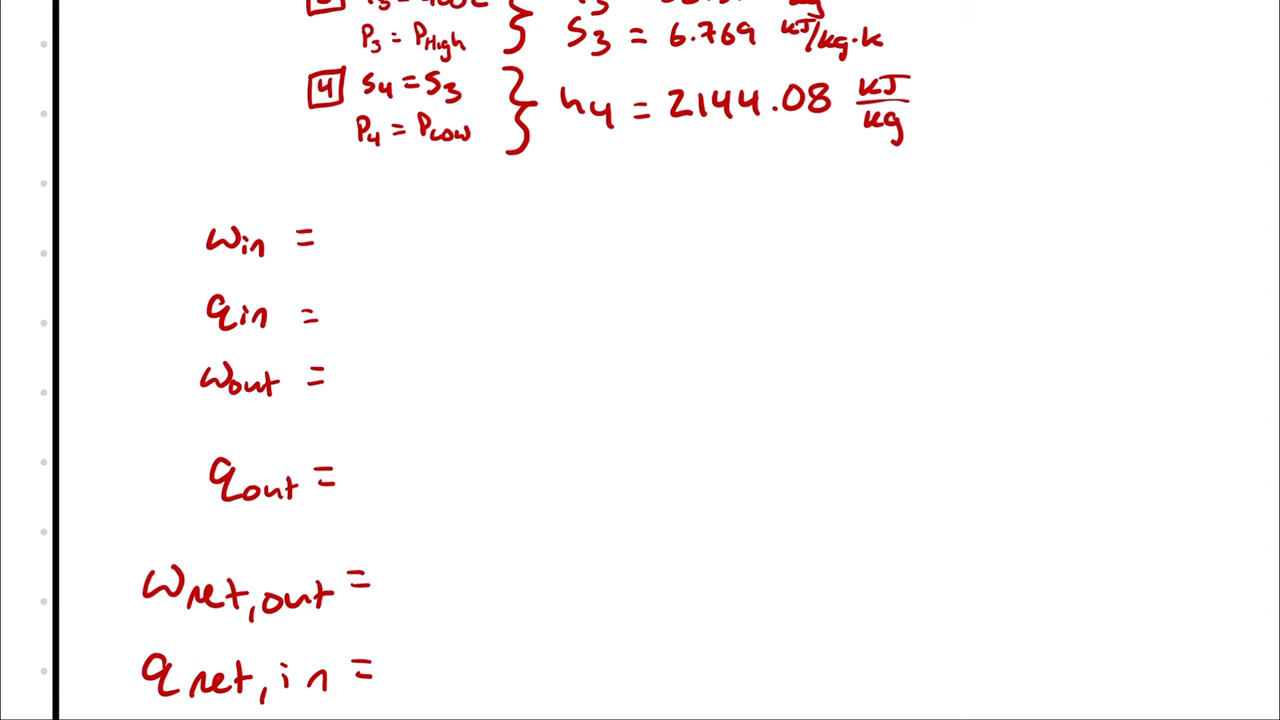 P₃ = PHigh } S₃ = 6.769 kJ/kg·k
4 S₄ = S₃
P₄ = PLow } h₄ = 2144.08 kJ/kg
win =
qin =
wout =
qout =
wnet,out =
qnet,in =